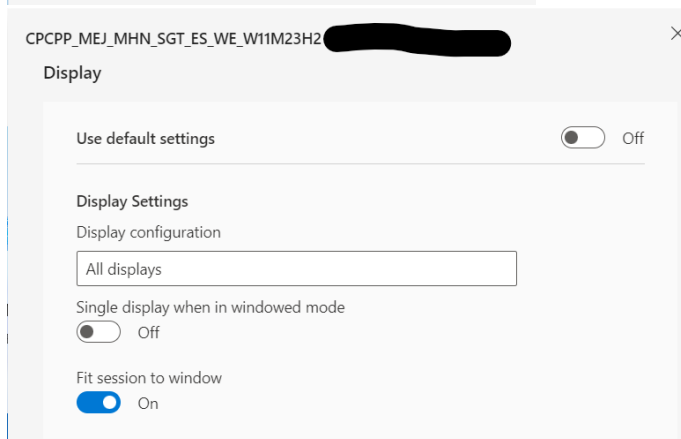 CPCPP_MEJ_MHN_SGT_ES_WE_W11M23H2
Display
Use default settings
Off
Display Settings
Display configuration
All displays
Single display when in windowed mode
Off
Fit session to window
On